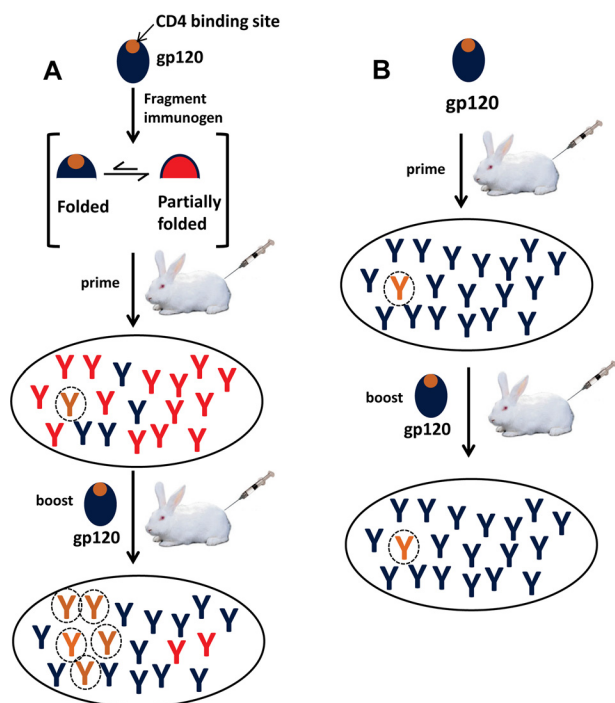 CD4 binding site
gp120
A
Fragment
immunogen
Folded
Partially
folded
prime
boost
gp120
B
gp120
prime
boost
gp120